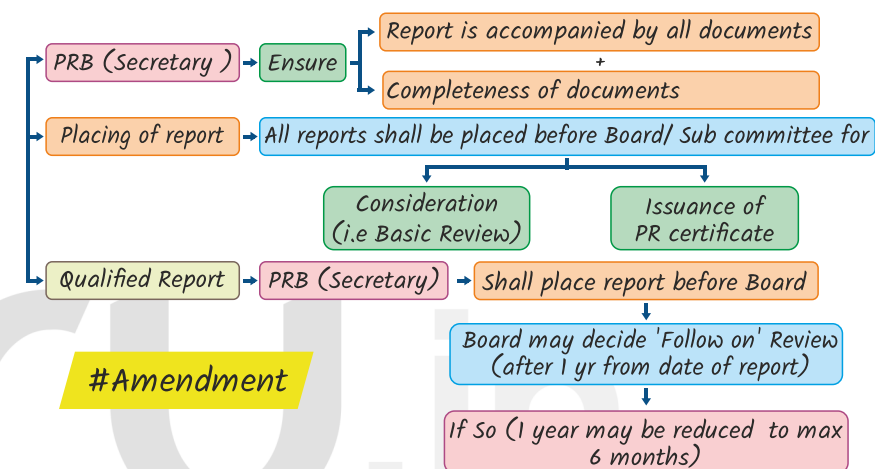 Report is accompanied by all documents
PRB (Secretary )
Ensure
+
Completeness of documents
Placing of report
All reports shall be placed before Board/ Sub committee for
Consideration
(i.e Basic Review)
Issuance of
PR certificate
Qualified Report
PRB (Secretary)
Shall place report before Board
Board may decide 'Follow on' Review
(after 1 yr from date of report)
#Amendment
If So (1 year may be reduced to max
6 months)